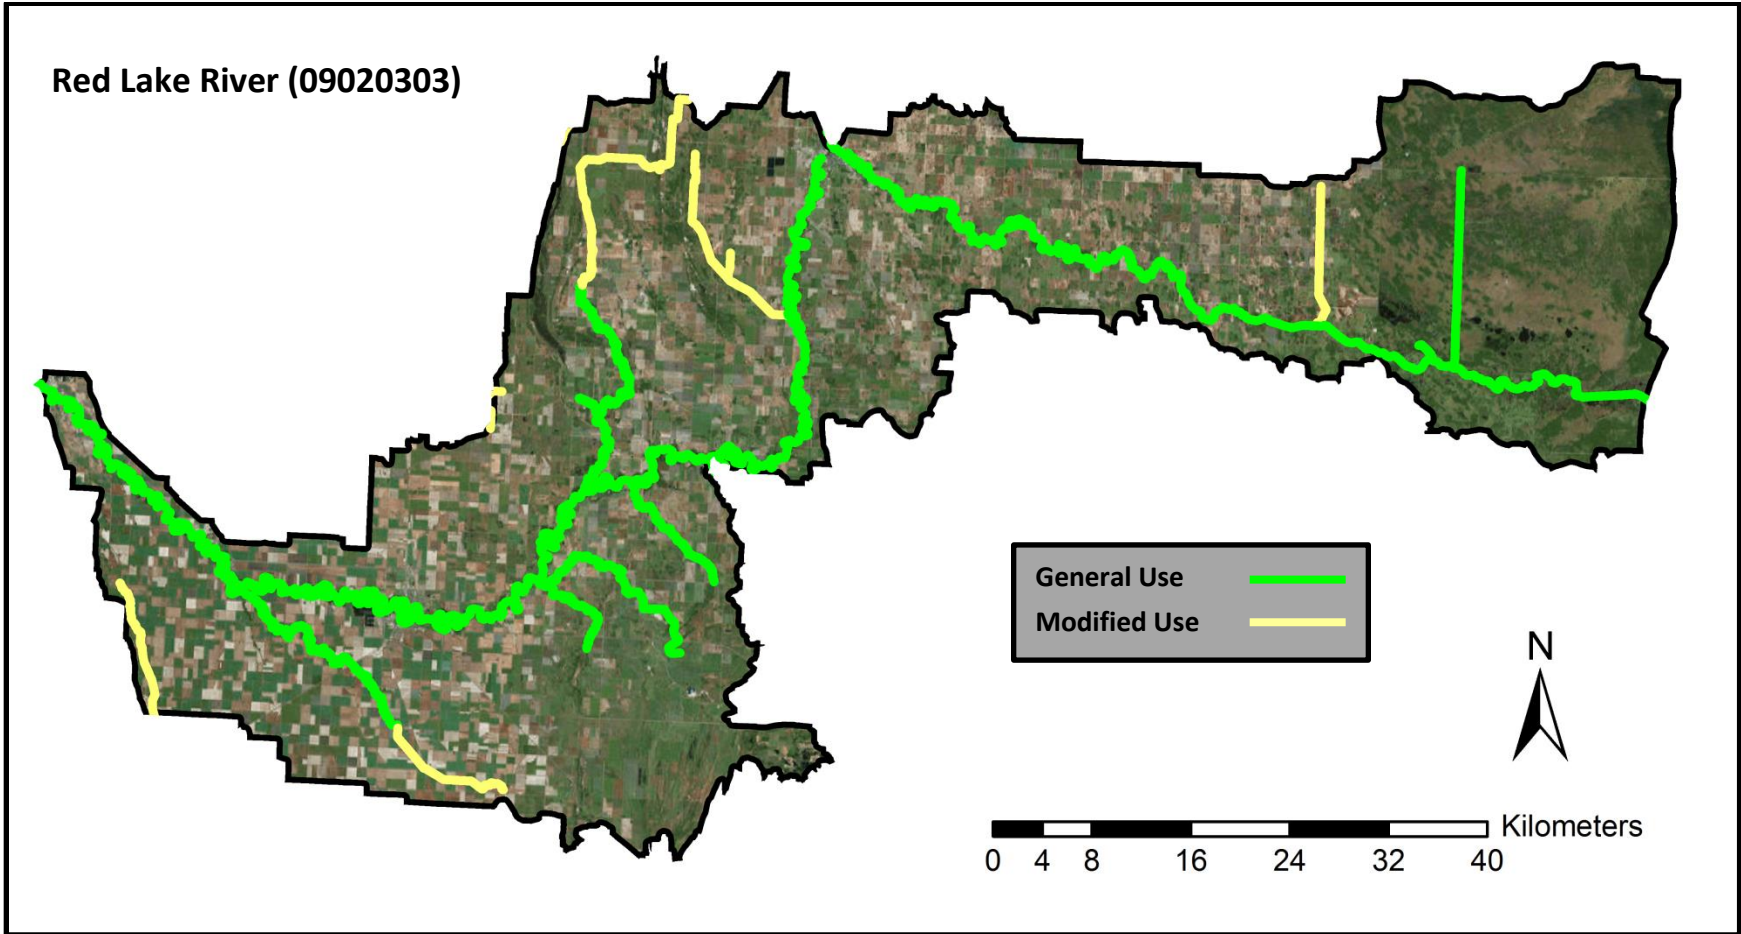 Red Lake River (09020303)
General Use
Modified Use
N
Kilometers
0 4 8 16 24 32 40